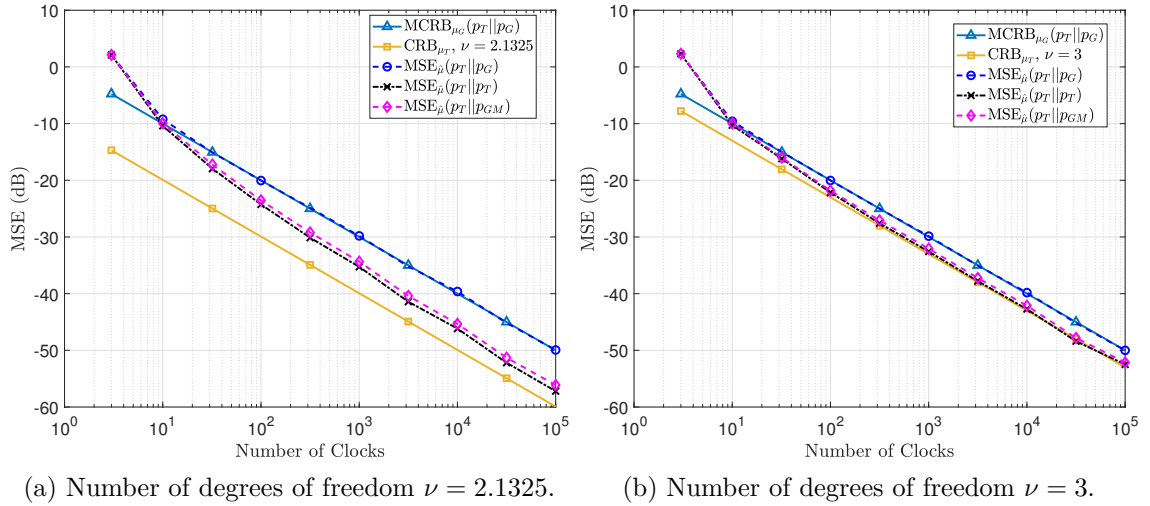 10
0
-10
-20
-30
-40
-50
-60
MSE (dB)
10^0 10^1 10^2 10^3 10^4 10^5
Number of Clocks
MCRB_{μ_G}(p_T||p_G)
CRB_{μ_T}, ν = 2.1325
MSE_{μ̂}(p_T||p_G)
MSE_{μ̂}(p_T||p_T)
MSE_{μ̂}(p_T||p_{GM})
(a) Number of degrees of freedom ν = 2.1325.
10
0
-10
-20
-30
-40
-50
-60
MSE (dB)
10^0 10^1 10^2 10^3 10^4 10^5
Number of Clocks
MCRB_{μ_G}(p_T||p_G)
CRB_{μ_T}, ν = 3
MSE_{μ̂}(p_T||p_G)
MSE_{μ̂}(p_T||p_T)
MSE_{μ̂}(p_T||p_{GM})
(b) Number of degrees of freedom ν = 3.